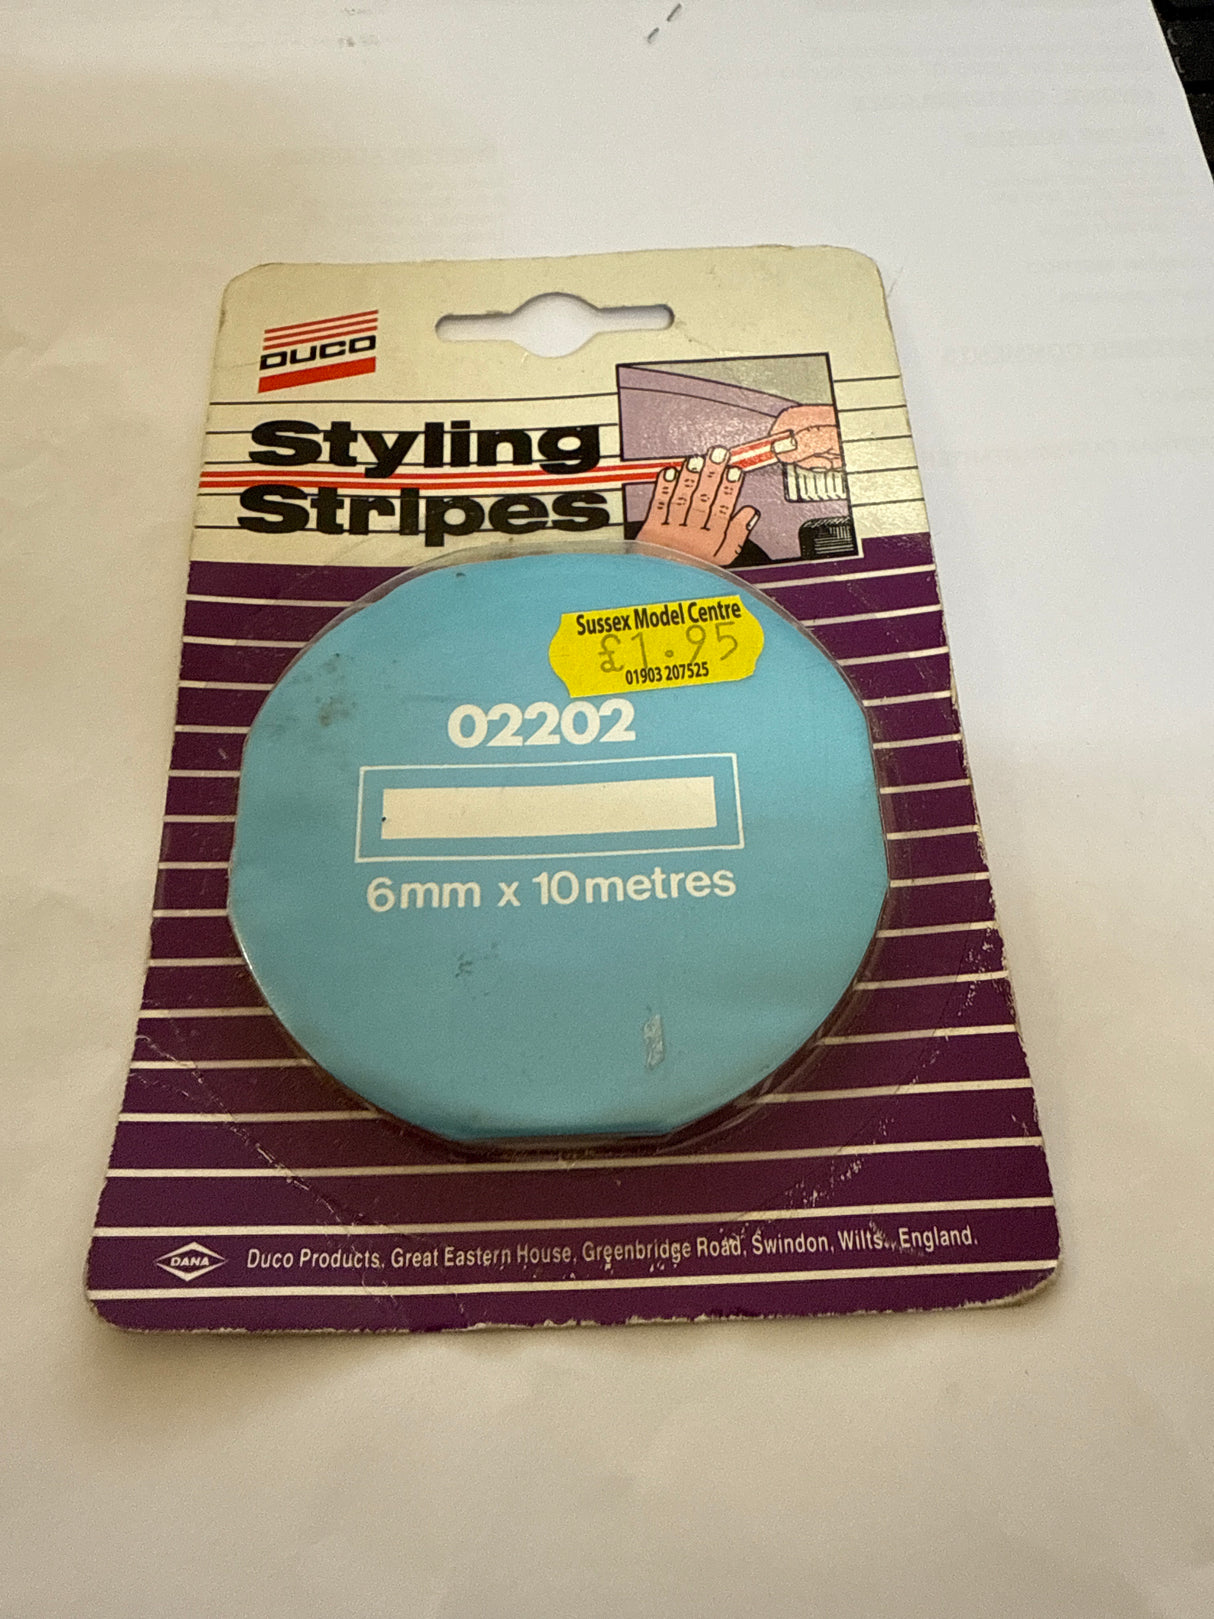 DUCO
Styling
Stripes
Sussex Model Centre
£1.95
01903 207525
02202
6mm x 10metres
DANA
Duco Products, Great Eastern House, Greenbridge Road, Swindon, Wilts., England.